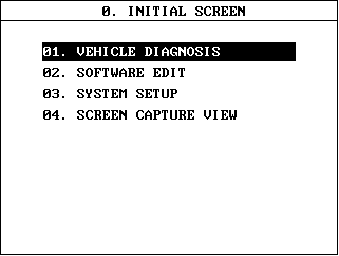 0. INITIAL SCREEN
01. VEHICLE DIAGNOSIS
02. SOFTWARE EDIT
03. SYSTEM SETUP
04. SCREEN CAPTURE VIEW